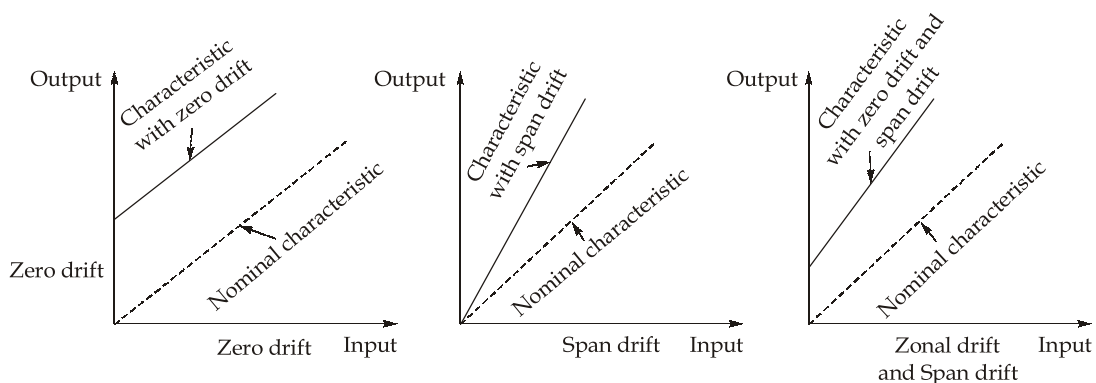 Output
Characteristic
with zero drift
Nominal characteristic
Zero drift
Zero drift
Input
Output
Characteristic
with span drift
Nominal characteristic
Span drift
Input
Output
Characteristic
with zero drift and
span drift
Nominal characteristic
Zonal drift
and Span drift
Input